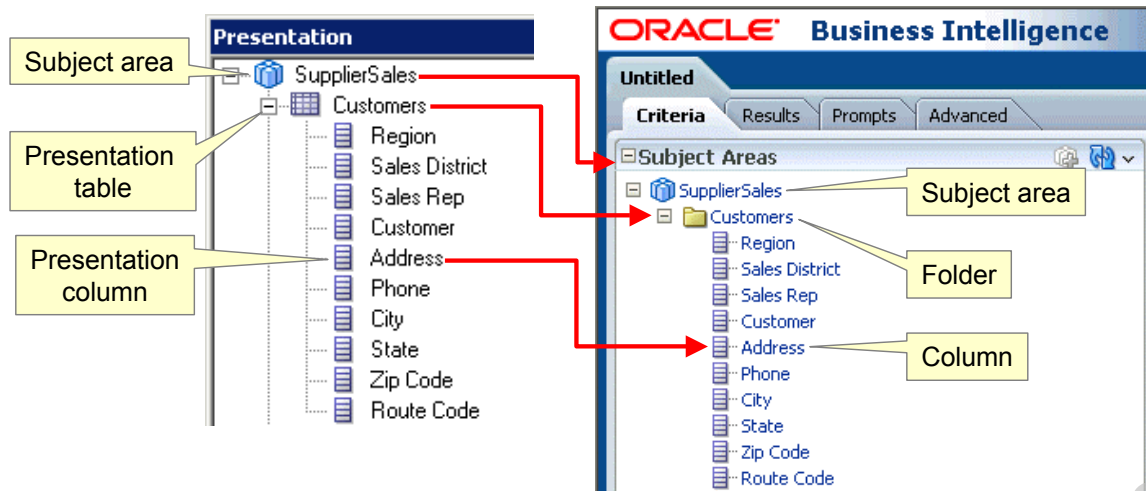 Subject area
Presentation
table
Presentation
column
Presentation
SupplierSales
Customers
Region
Sales District
Sales Rep
Customer
Address
Phone
City
State
Zip Code
Route Code
ORACLE Business Intelligence
Untitled
Criteria Results Prompts Advanced
Subject Areas
SupplierSales
Customers
Region
Sales District
Sales Rep
Customer
Address
Phone
City
State
Zip Code
Route Code
Subject area
Folder
Column